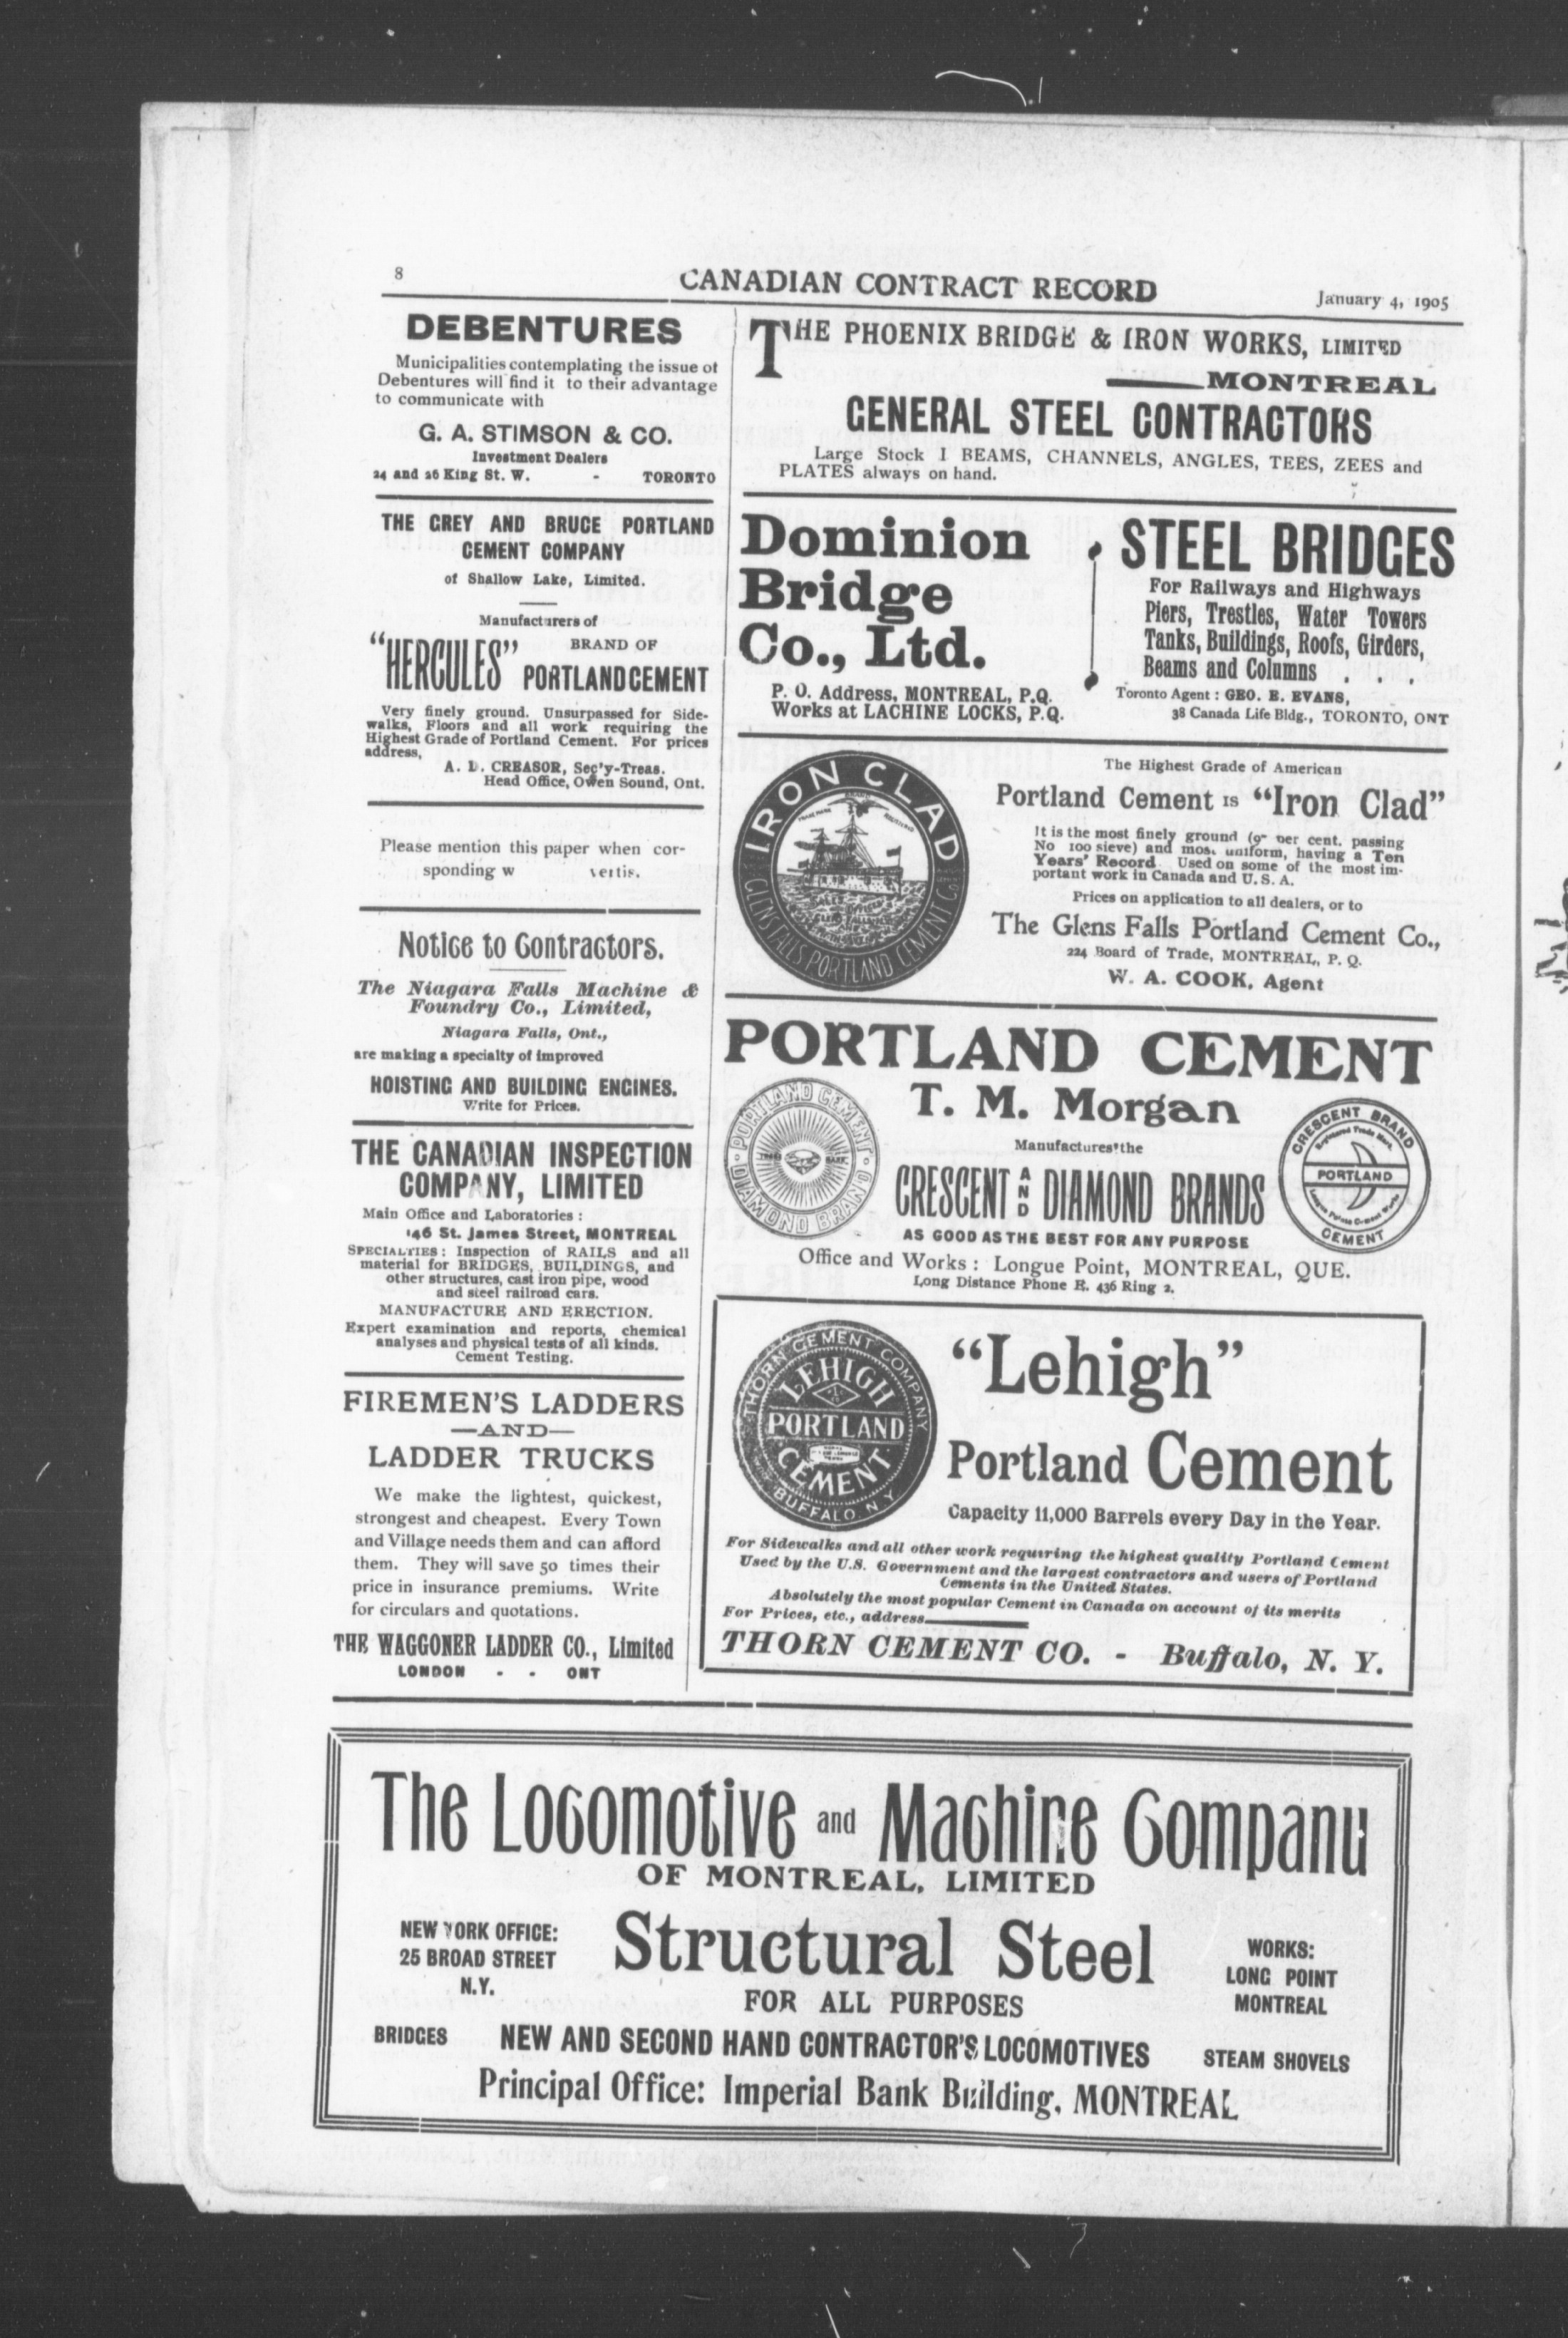 8
CANADIAN CONTRACT RECORD
January 4, 1905
DEBENTURES
Municipalities contemplating the issue of
Debentures will find it to their advantage
to communicate with
G. A. STIMSON & CO.
Investment Dealers
24 and 26 King St. W. - TORONTO
THE GREY AND BRUCE PORTLAND
CEMENT COMPANY
of Shallow Lake, Limited.
Manufacturers of
"HERCULES" BRAND OF
PORTLAND CEMENT
Very finely ground. Unsurpassed for Side-
walks, Floors and all work requiring the
Highest Grade of Portland Cement. For prices
address,
A. D. CREASOR, Sec'y-Treas.
Head Office, Owen Sound, Ont.
Please mention this paper when cor-
sponding w vertis.
Notice to Contractors.
The Niagara Falls Machine &
Foundry Co., Limited,
Niagara Falls, Ont.,
are making a specialty of improved
HOISTING AND BUILDING ENGINES.
Write for Prices.
THE CANADIAN INSPECTION
COMPANY, LIMITED
Main Office and Laboratories :
146 St. James Street, MONTREAL
SPECIALTIES : Inspection of RAILS and all
material for BRIDGES, BUILDINGS, and
other structures, cast iron pipe, wood
and steel railroad cars.
MANUFACTURE AND ERECTION.
Expert examination and reports, chemical
analyses and physical tests of all kinds.
Cement Testing.
FIREMEN'S LADDERS
—AND—
LADDER TRUCKS
We make the lightest, quickest,
strongest and cheapest. Every Town
and Village needs them and can afford
them. They will save 50 times their
price in insurance premiums. Write
for circulars and quotations.
THE WAGGONER LADDER CO., Limited
LONDON - - ONT
THE PHOENIX BRIDGE & IRON WORKS, LIMITED
MONTREAL
GENERAL STEEL CONTRACTORS
Large Stock I BEAMS, CHANNELS, ANGLES, TEES, ZEES and
PLATES always on hand.
Dominion
Bridge
Co., Ltd.
P. O. Address, MONTREAL, P.Q.
Works at LACHINE LOCKS, P.Q.
STEEL BRIDGES
For Railways and Highways
Piers, Trestles, Water Towers
Tanks, Buildings, Roofs, Girders,
Beams and Columns . . .
Toronto Agent : GEO. E. EVANS,
38 Canada Life Bldg., TORONTO, ONT
IRON CLAD
GLENS FALLS PORTLAND CEMENT Co
The Highest Grade of American
Portland Cement IS "Iron Clad"
It is the most finely ground per cent. passing
No 100 sieve) and most uniform, having a Ten
Years' Record Used on some of the most im-
portant work in Canada and U. S. A.
Prices on application to all dealers, or to
The Glens Falls Portland Cement Co.,
224 Board of Trade, MONTREAL, P. Q.
W. A. COOK, Agent
PORTLAND CEMENT
T. M. Morgan
Manufactures the
CRESCENT AND DIAMOND BRANDS
AS GOOD AS THE BEST FOR ANY PURPOSE
Office and Works : Longue Point, MONTREAL, QUE.
Long Distance Phone E. 436 Ring 2.
PORTLAND CEMENT
TRADE MARK
DIAMOND BRAND
CRESCENT BRAND
Registered Trade Mark
PORTLAND
CEMENT
THORN CEMENT COMPANY
LEHIGH
PORTLAND
CEMENT
BUFFALO. N. Y.
"Lehigh"
Portland Cement
Capacity 11,000 Barrels every Day in the Year.
For Sidewalks and all other work requiring the highest quality Portland Cement
Used by the U.S. Government and the largest contractors and users of Portland
Cements in the United States.
Absolutely the most popular Cement in Canada on account of its merits
For Prices, etc., address
THORN CEMENT CO. - Buffalo, N. Y.
The Locomotive and Machine Company
OF MONTREAL, LIMITED
NEW YORK OFFICE:
25 BROAD STREET
N.Y.
Structural Steel
FOR ALL PURPOSES
WORKS:
LONG POINT
MONTREAL
BRIDGES NEW AND SECOND HAND CONTRACTOR'S LOCOMOTIVES STEAM SHOVELS
Principal Office: Imperial Bank Building, MONTREAL